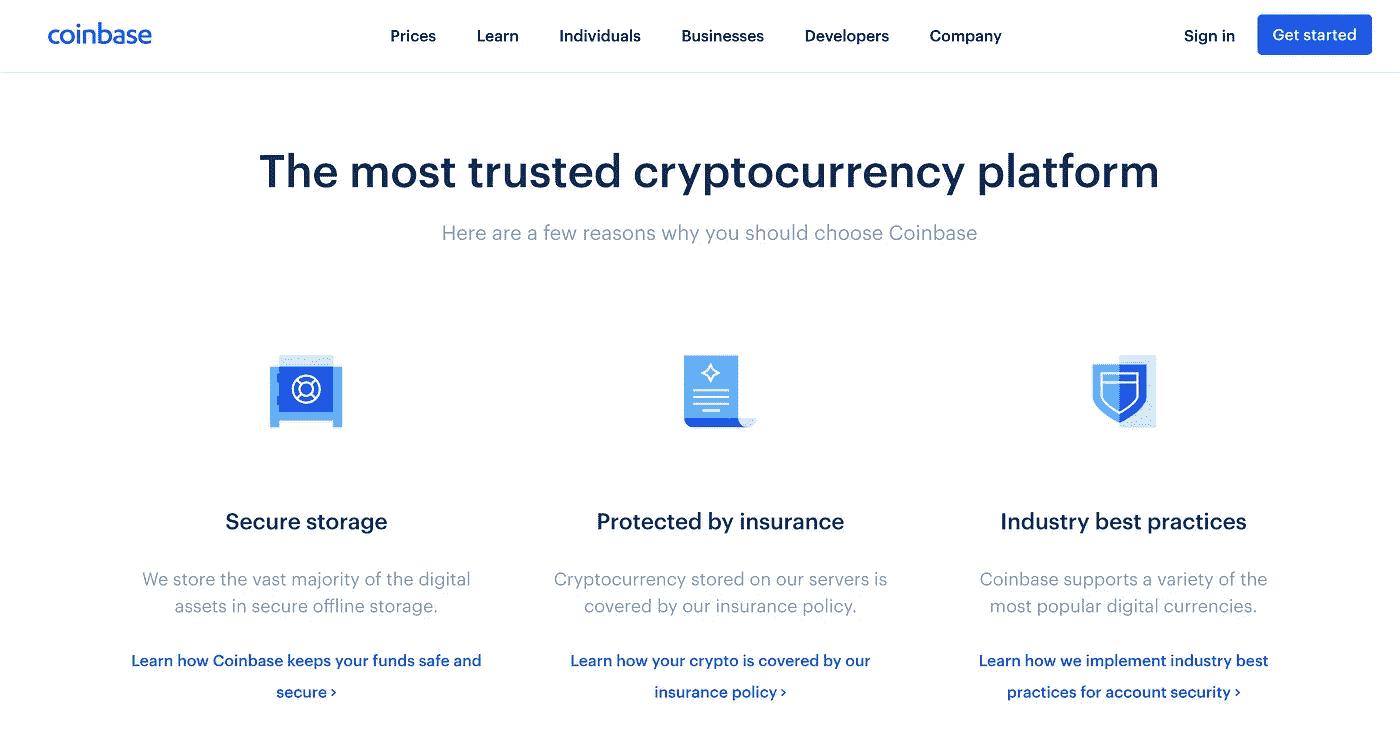 coinbase
Prices Learn Individuals Businesses Developers Company
Sign in Get started
The most trusted cryptocurrency platform
Here are a few reasons why you should choose Coinbase
Secure storage
We store the vast majority of the digital
assets in secure offline storage.
Learn how Coinbase keeps your funds safe and
secure ›
Protected by insurance
Cryptocurrency stored on our servers is
covered by our insurance policy.
Learn how your crypto is covered by our
insurance policy ›
Industry best practices
Coinbase supports a variety of the
most popular digital currencies.
Learn how we implement industry best
practices for account security ›